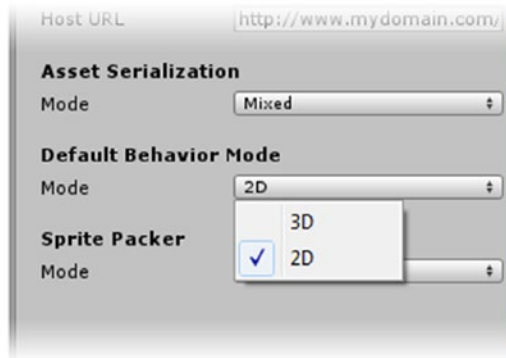 Host URL http://www.mydomain.com/
Asset Serialization
Mode Mixed
Default Behavior Mode
Mode 2D
3D
Sprite Packer
2D
Mode